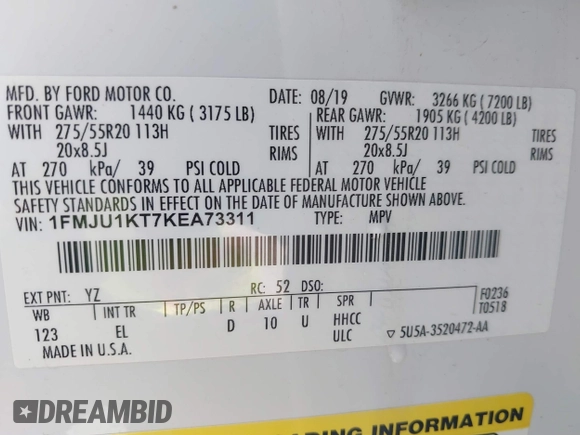 MFD. BY FORD MOTOR CO.
DATE: 08/19 GVWR: 3266 KG ( 7200 LB)
FRONT GAWR: 1440 KG ( 3175 LB)
REAR GAWR: 1905 KG ( 4200 LB)
WITH 275/55R20 113H TIRES
WITH 275/55R20 113H TIRES
20x8.5J RIMS
20x8.5J RIMS
AT 270 kPa/ 39 PSI COLD
AT 270 kPa/ 39 PSI COLD
THIS VEHICLE CONFORMS TO ALL APPLICABLE FEDERAL MOTOR VEHICLE
SAFETY STANDARDS IN EFFECT ON THE DATE OF MANUFACTURE SHOWN ABOVE.
VIN: 1FMJU1KT7KEA73311 TYPE: MPV
EXT PNT: YZ RC: 52 DSO:
F0236
T0518
WB INT TR TP/PS R AXLE TR SPR
123 EL D 10 U HHCC
ULC
5U5A-3520472-AA
MADE IN U.S.A.
INFORMATION
DREAMBID